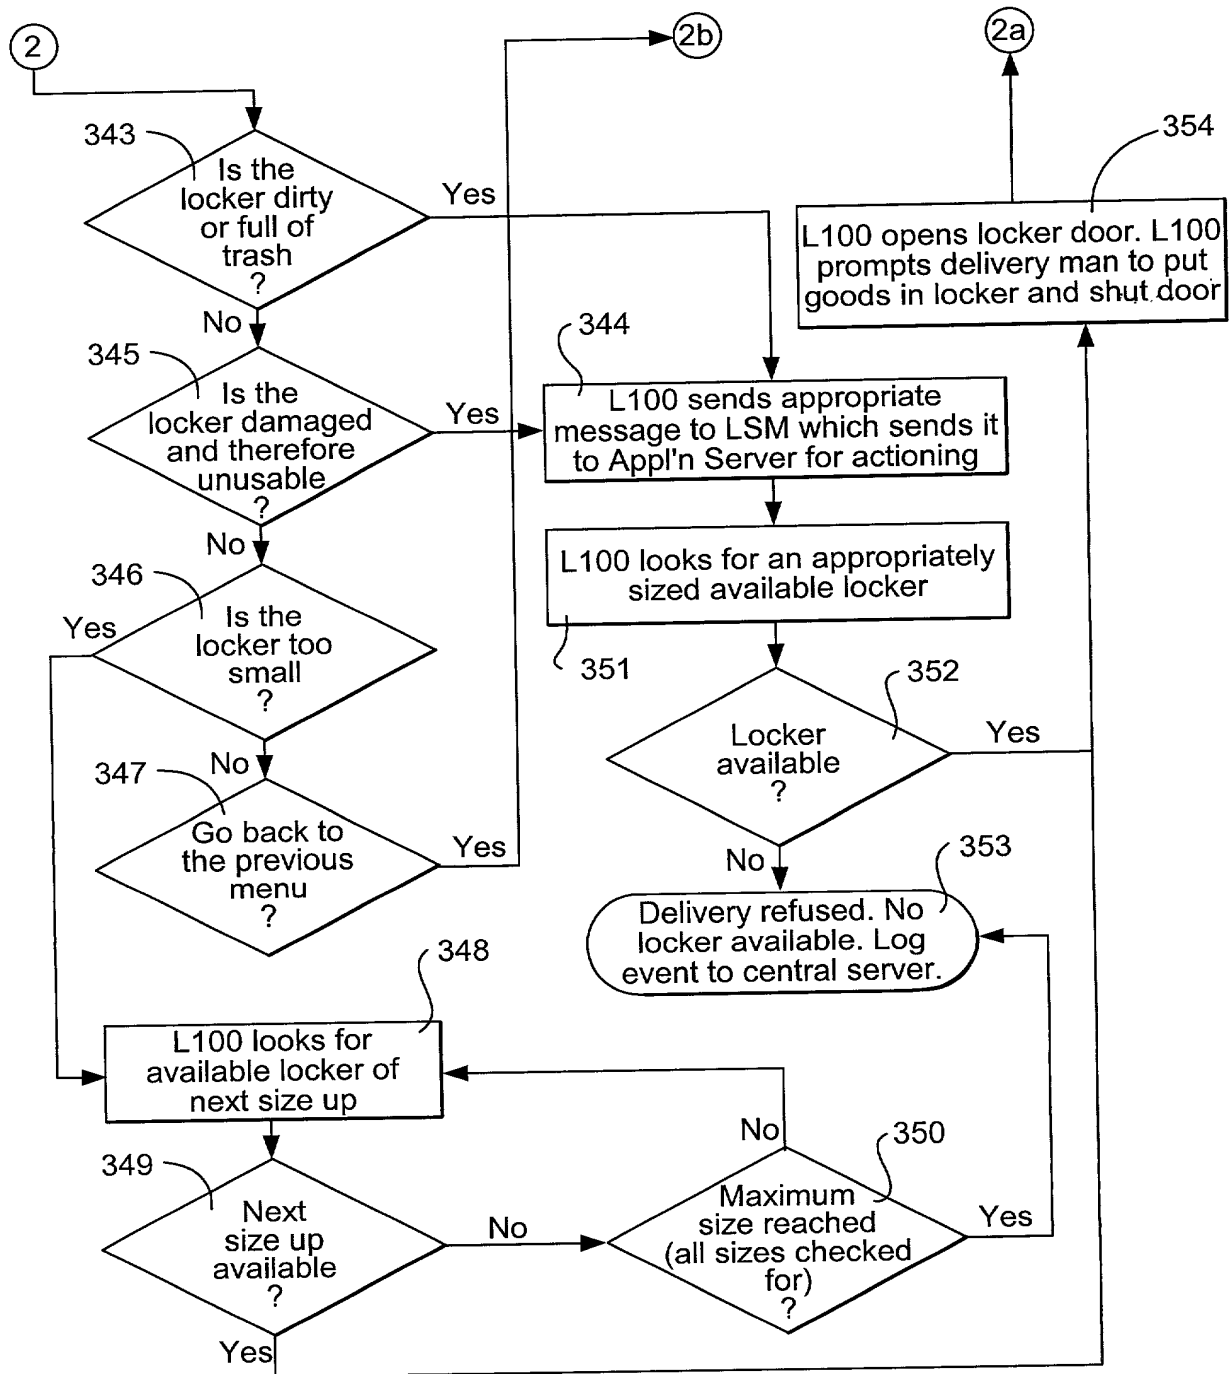 2
2b
2a
343
Is the
locker dirty
or full of
trash
?
Yes
No
354
L100 opens locker door. L100
prompts delivery man to put
goods in locker and shut door
345
Is the
locker damaged
and therefore
unusable
?
Yes
No
344
L100 sends appropriate
message to LSM which sends it
to Appl'n Server for actioning
346
Is the
locker too
small
?
Yes
No
L100 looks for an appropriately
sized available locker
351
352
Locker
available
?
Yes
No
347
Go back to
the previous
menu
?
Yes
353
Delivery refused. No
locker available. Log
event to central server.
348
L100 looks for
available locker of
next size up
349
Next
size up
available
?
No
Yes
350
Maximum
size reached
(all sizes checked
for)
?
No
Yes